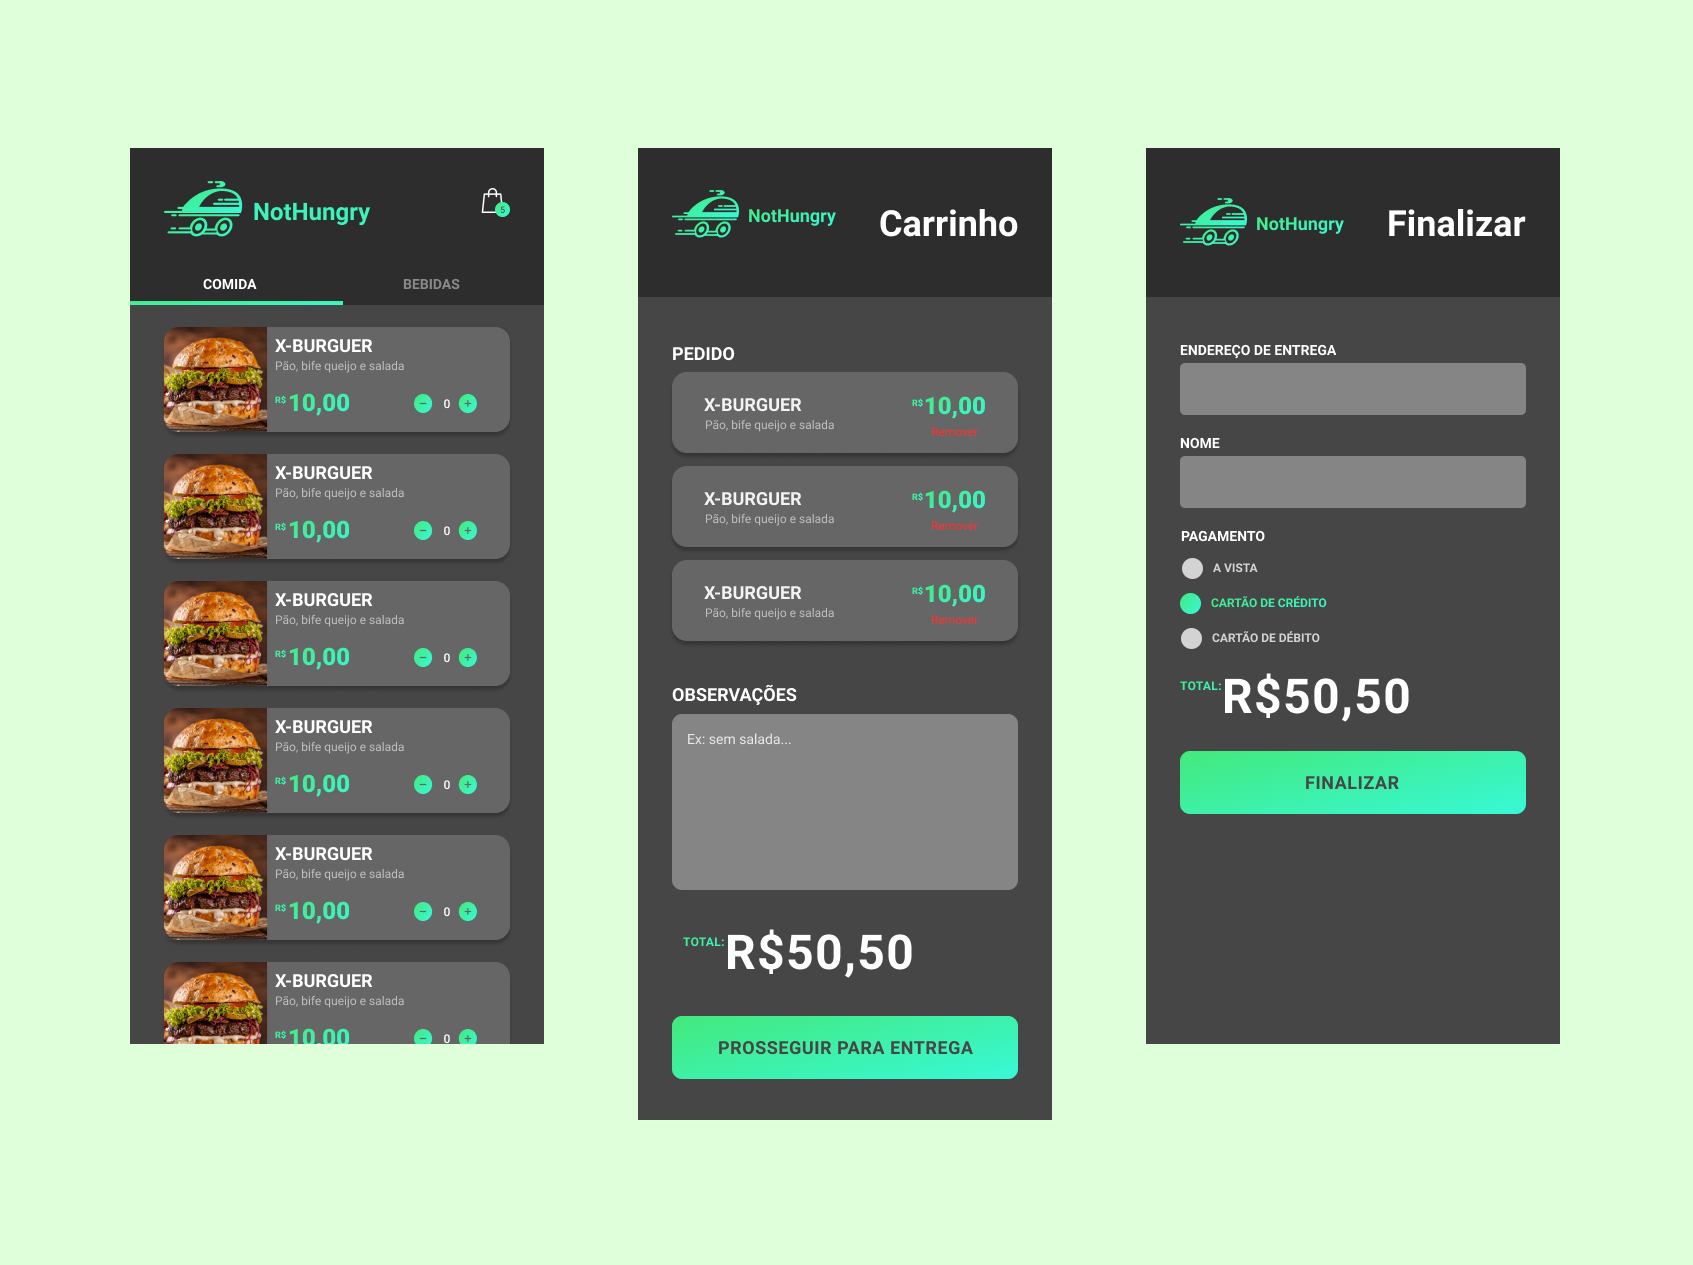 NotHungry
5
COMIDA
BEBIDAS
X-BURGUER
Pão, bife queijo e salada
R$10,00
− 0 +
X-BURGUER
Pão, bife queijo e salada
R$10,00
− 0 +
X-BURGUER
Pão, bife queijo e salada
R$10,00
− 0 +
X-BURGUER
Pão, bife queijo e salada
R$10,00
− 0 +
X-BURGUER
Pão, bife queijo e salada
R$10,00
− 0 +
X-BURGUER
Pão, bife queijo e salada
R$10,00
− 0 +
NotHungry
Carrinho
PEDIDO
X-BURGUER
Pão, bife queijo e salada
R$10,00
Remover
X-BURGUER
Pão, bife queijo e salada
R$10,00
Remover
X-BURGUER
Pão, bife queijo e salada
R$10,00
Remover
OBSERVAÇÕES
Ex: sem salada...
TOTAL: R$50,50
PROSSEGUIR PARA ENTREGA
NotHungry
Finalizar
ENDEREÇO DE ENTREGA
NOME
PAGAMENTO
A VISTA
CARTÃO DE CRÉDITO
CARTÃO DE DÉBITO
TOTAL: R$50,50
FINALIZAR